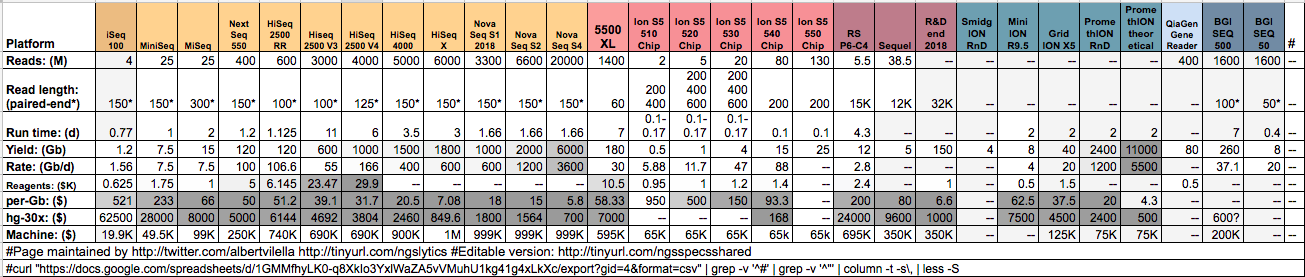 Platform iSeq 100 MiniSeq MiSeq Next Seq 550 HiSeq 2500 RR Hiseq 2500 V3 HiSeq 2500 V4 HiSeq 4000 HiSeq X Nova Seq S1 2018 Nova Seq S2 Nova Seq S4 5500 XL Ion S5 510 Chip Ion S5 520 Chip Ion S5 530 Chip Ion S5 540 Chip Ion S5 550 Chip RS P6-C4 Sequel R&D end 2018 Smidg ION RnD Mini ION R9.5 Grid ION X5 Prome thION RnD Prome thION theor etical QiaGen Gene Reader BGI SEQ 500 BGI SEQ 50 #
Reads: (M) 4 25 25 400 600 3000 4000 5000 6000 3300 6600 20000 1400 2 5 20 80 130 5.5 38.5 -- -- -- -- -- -- 400 1600 1600 --
Read length: (paired-end*) 150* 150* 300* 150* 100* 100* 125* 150* 150* 150* 150* 150* 60 200 400 200 400 600 200 400 600 200 200 15K 12K 32K -- -- -- -- -- -- 100* 50* --
Run time: (d) 0.77 1 2 1.2 1.125 11 6 3.5 3 1.66 1.66 1.66 7 0.1-0.17 0.1-0.17 0.1-0.17 0.1 0.1 4.3 -- -- -- 2 2 2 2 -- 7 0.4 --
Yield: (Gb) 1.2 7.5 15 120 120 600 1000 1500 1800 1000 2000 6000 180 0.5 1 4 15 25 12 5 150 4 8 40 2400 11000 80 260 8 --
Rate: (Gb/d) 1.56 7.5 7.5 100 106.6 55 166 400 600 600 1200 3600 30 5.88 11.7 47 88 -- 2.8 -- -- -- 4 20 1200 5500 -- 37.1 20 --
Reagents: ($K) 0.625 1.75 1 5 6.145 23.47 29.9 -- -- -- -- -- 10.5 0.95 1 1.2 1.4 -- 2.4 -- 1 -- 0.5 1.5 -- -- 0.5 -- -- --
per-Gb: ($) 521 233 66 50 51.2 39.1 31.7 20.5 7.08 18 15 5.8 58.33 950 500 150 93.3 -- 200 80 6.6 -- 62.5 37.5 20 4.3 -- -- -- --
hg-30x: ($) 62500 28000 8000 5000 6144 4692 3804 2460 849.6 1800 1564 700 7000 -- -- -- 168 -- 24000 9600 1000 -- 7500 4500 2400 500 -- 600? -- --
Machine: ($) 19.9K 49.5K 99K 250K 740K 690K 690K 900K 1M 999K 999K 999K 595K 65K 65K 65K 65k 65k 695K 350K 350K -- -- 125K 75K 75K -- 200K -- --
#Page maintained by http://twitter.com/albertvilella http://tinyurl.com/ngslytics #Editable version: http://tinyurl.com/ngsspecsshared
#curl "https://docs.google.com/spreadsheets/d/1GMMfhyLK0-q8XkIo3YxlWaZA5vVMuhU1kg41g4xLkXc/export?gid=4&format=csv" | grep -v '^#' | grep -v '^"' | column -t -s\, | less -S